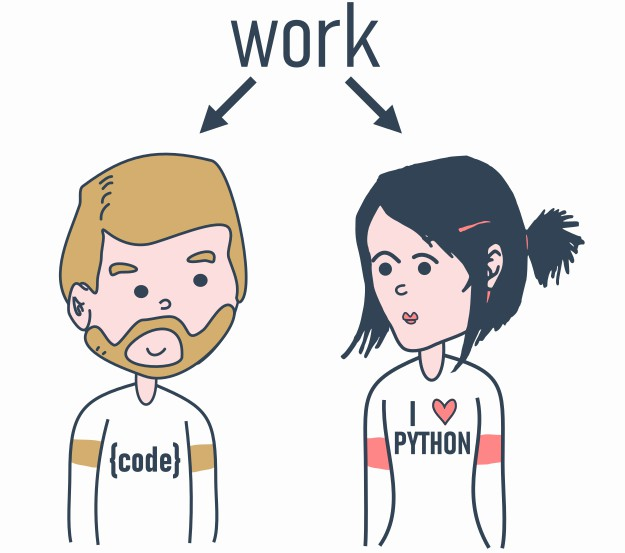 work
{code}
I ♥
PYTHON